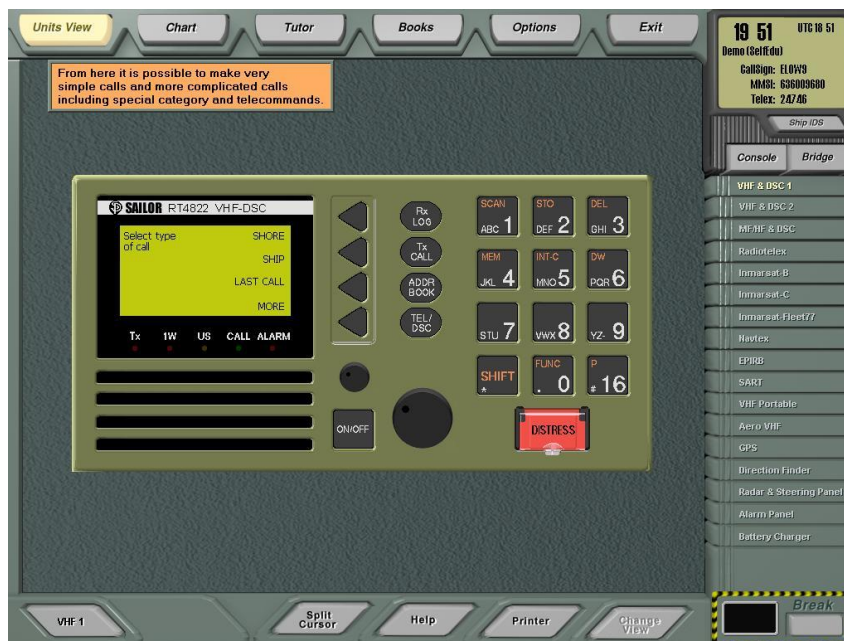 Units View
Chart
Tutor
Books
Options
Exit
From here it is possible to make very
simple calls and more complicated calls
including special category and telecommands.
19 51 UTC 18 51
Demo (SelfEdu)
CallSign: ELOW9
MMSI: 636009680
Telex: 24746
Ship IDS
Console Bridge
VHF & DSC 1
VHF & DSC 2
MF/HF & DSC
Radiotelex
Inmarsat-B
Inmarsat-C
Inmarsat-Fleet77
Navtex
EPIRB
SART
VHF Portable
Aero VHF
GPS
Direction Finder
Radar & Steering Panel
Alarm Panel
Battery Charger
Break
SAILOR RT4822 VHF-DSC
Select type SHORE
of call
SHIP
LAST CALL
MORE
Tx 1W US CALL ALARM
Rx
LOG
Tx
CALL
ADDR
BOOK
TEL/
DSC
ON/OFF
SCAN STO DEL
ABC 1 DEF 2 GHI 3
MEM INT-C DW
JKL 4 MNO 5 PQR 6
STU 7 VWX 8 YZ- 9
SHIFT FUNC P
* . 0 # 16
DISTRESS
VHF 1
Split
Cursor
Help
Printer
Change
View